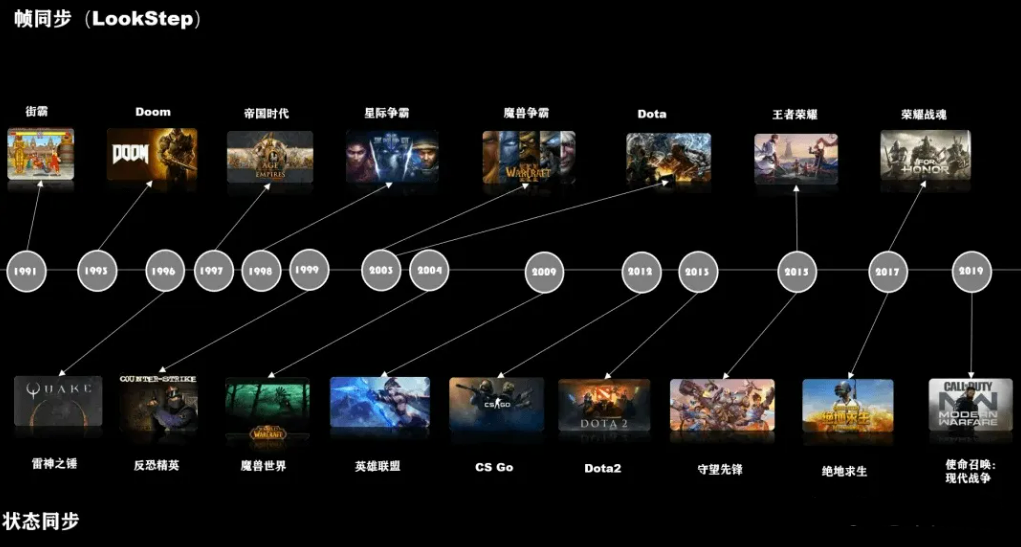 帧同步（LookStep）
街霸
Doom
帝国时代
星际争霸
魔兽争霸
Dota
王者荣耀
荣耀战魂
DOOM
EMPIRES
WARCRAFT
FOR HONOR
1991
1995
1996
1997
1998
1999
2003
2004
2009
2012
2013
2015
2017
2019
QUAKE
COUNTER-STRIKE
WARCRAFT
CS GO
DOTA 2
绝地求生
CALL OF DUTY
MODERN
WARFARE
雷神之锤
反恐精英
魔兽世界
英雄联盟
CS Go
Dota2
守望先锋
绝地求生
使命召唤：
现代战争
状态同步